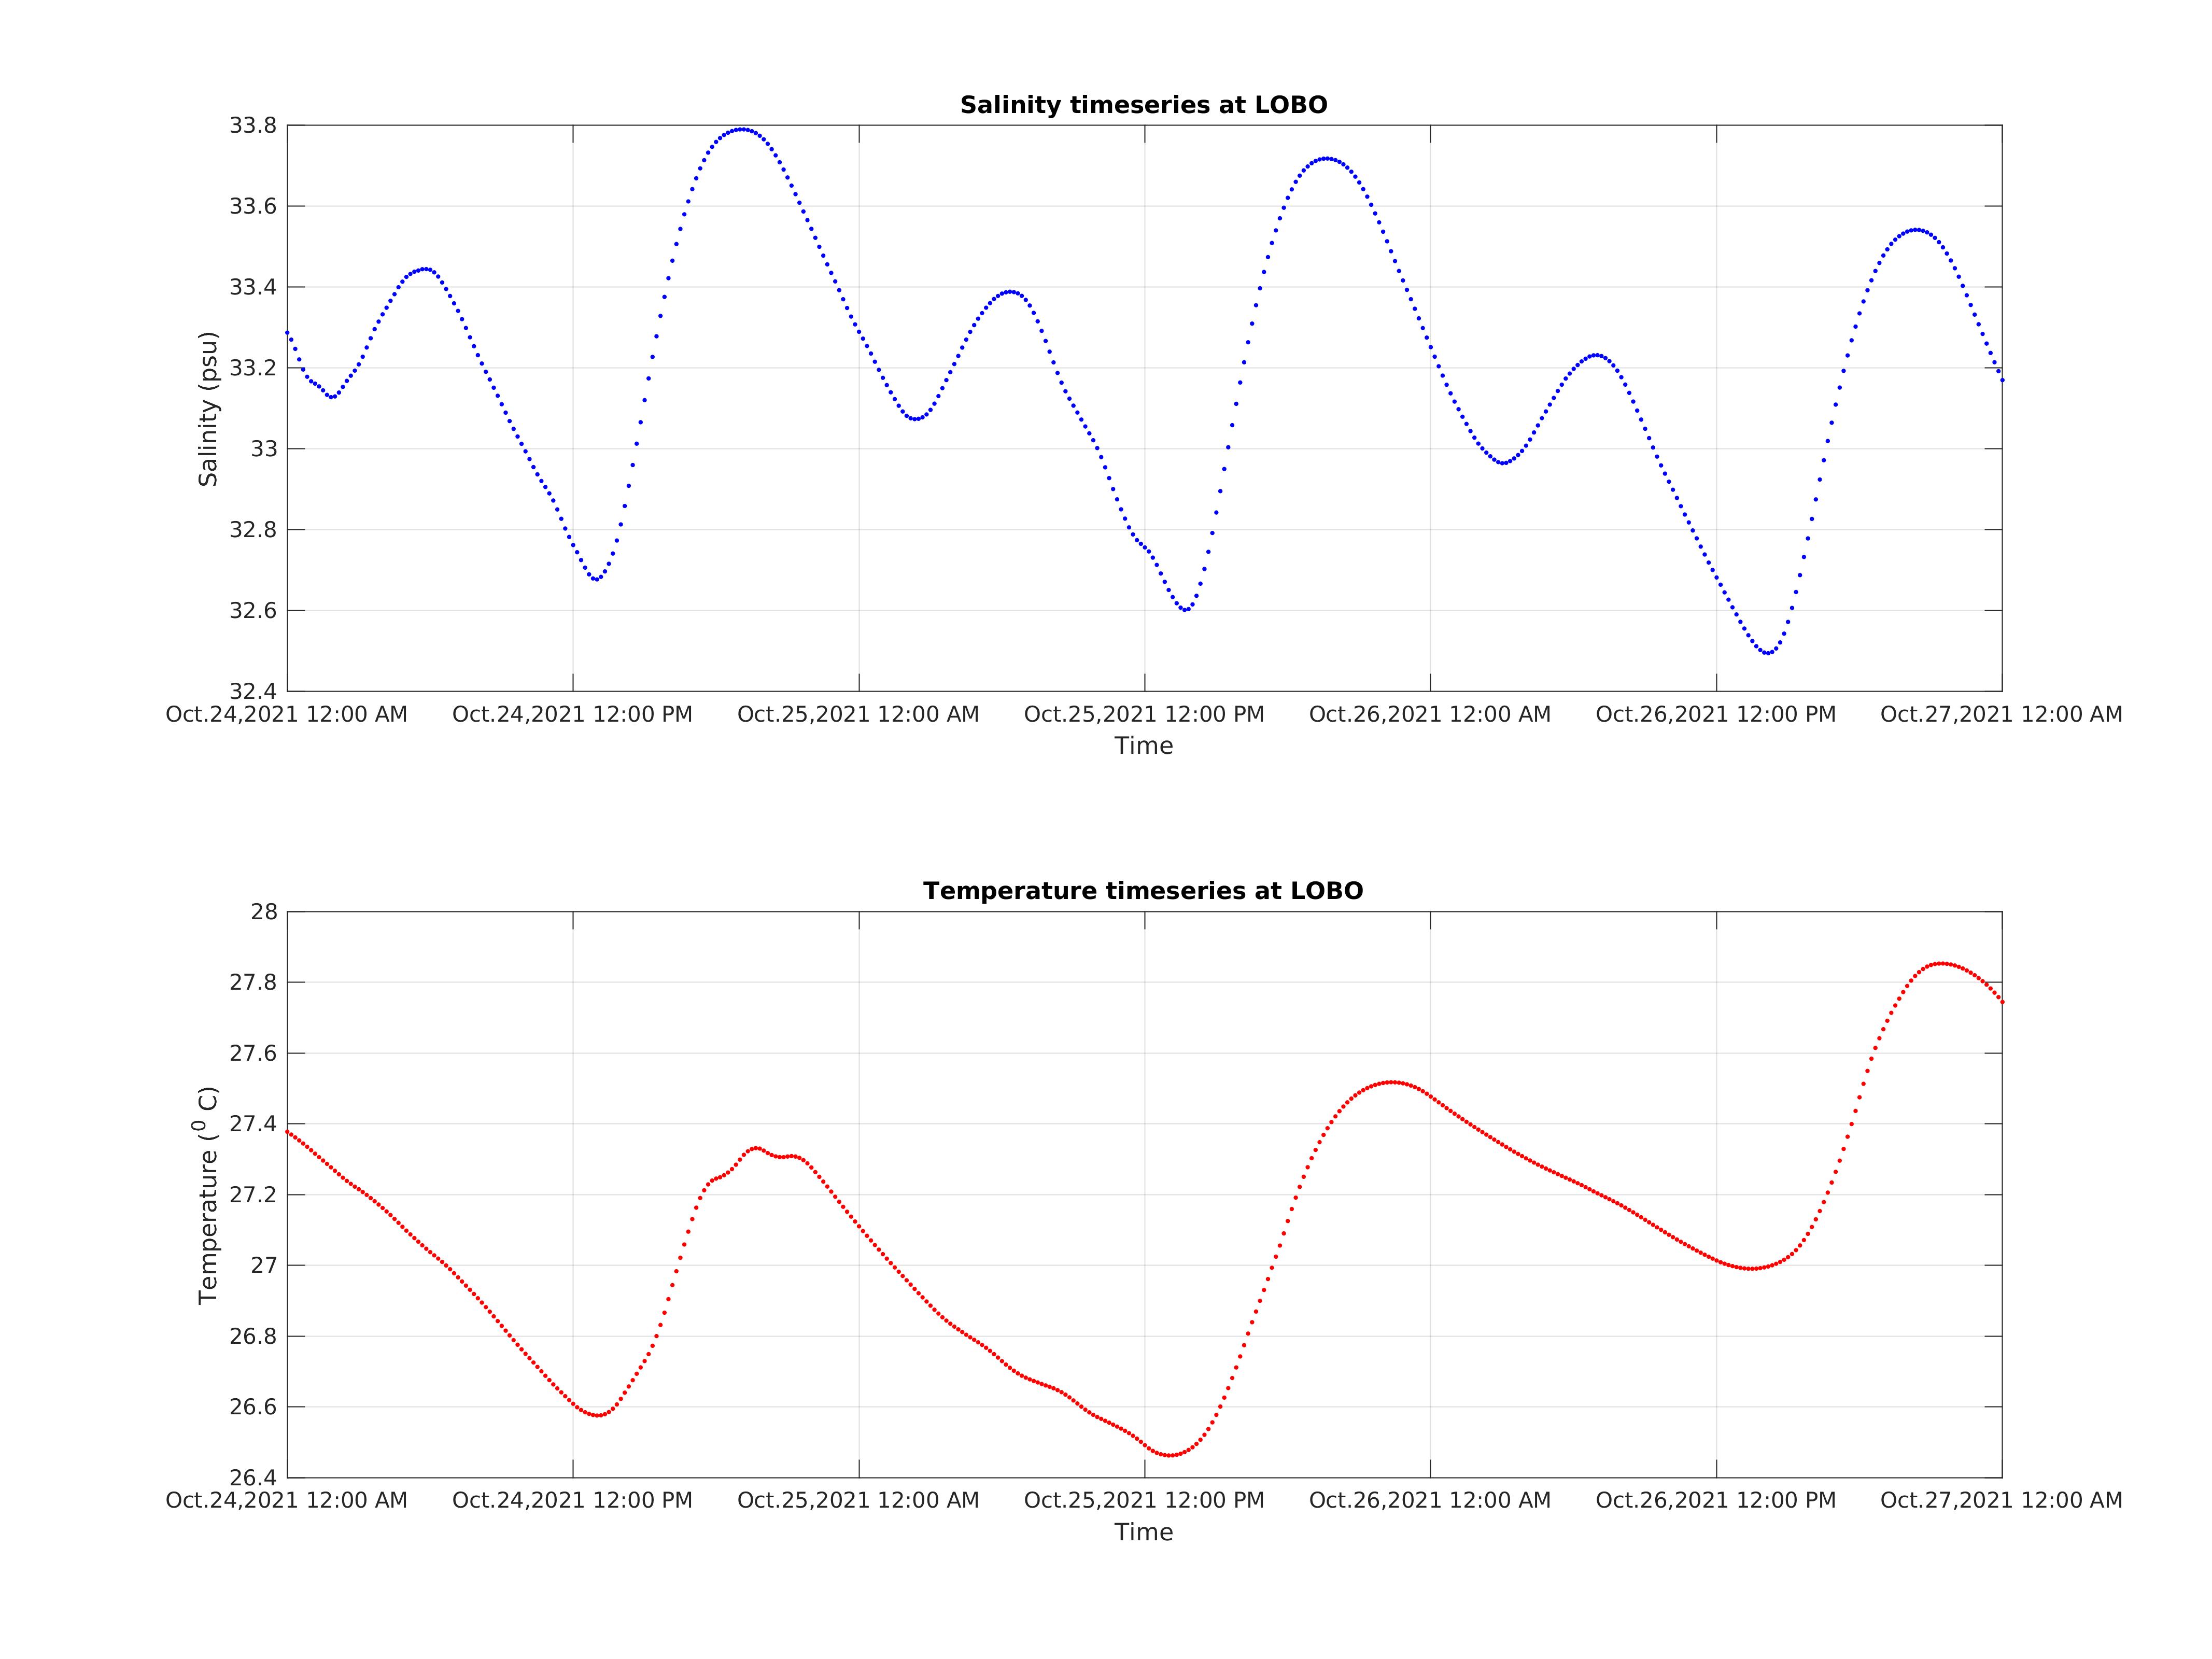 Salinity timeseries at LOBO
33.8
33.6
33.4
33.2
33
32.8
32.6
32.4
Salinity (psu)
Oct.24,2021 12:00 AM Oct.24,2021 12:00 PM Oct.25,2021 12:00 AM Oct.25,2021 12:00 PM Oct.26,2021 12:00 AM Oct.26,2021 12:00 PM Oct.27,2021 12:00 AM
Time
Temperature timeseries at LOBO
28
27.8
27.6
27.4
27.2
27
26.8
26.6
26.4
Temperature (⁰ C)
Oct.24,2021 12:00 AM Oct.24,2021 12:00 PM Oct.25,2021 12:00 AM Oct.25,2021 12:00 PM Oct.26,2021 12:00 AM Oct.26,2021 12:00 PM Oct.27,2021 12:00 AM
Time